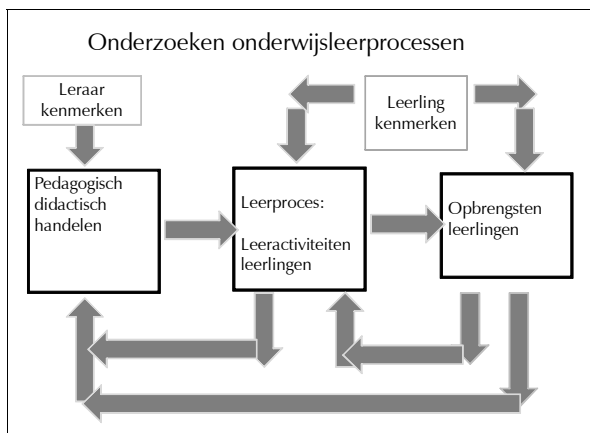 Onderzoeken onderwijsleerprocessen
Leraar
kenmerken
Leerling
kenmerken
Pedagogisch
didactisch
handelen
Leerproces:
Leeractiviteiten
leerlingen
Opbrengsten
leerlingen